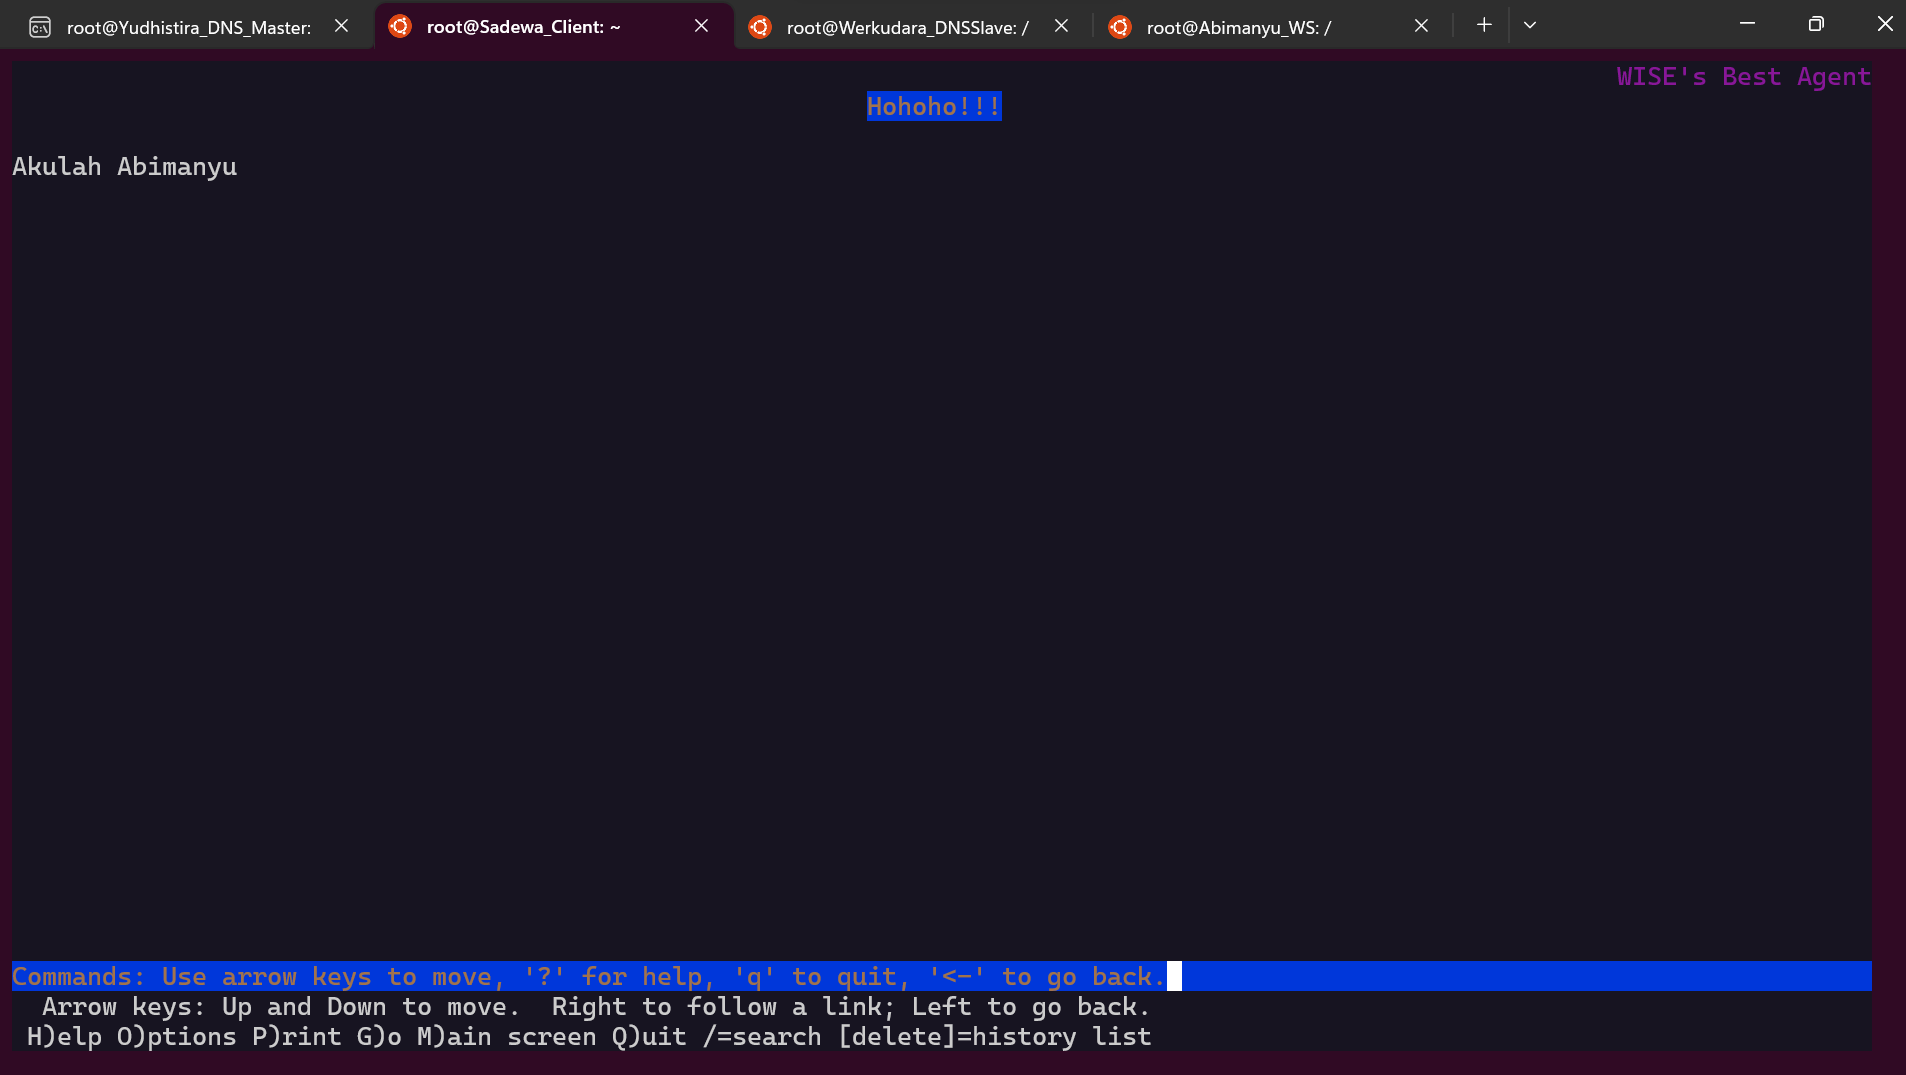 root@Yudhistira_DNS_Master: root@Sadewa_Client: ~ root@Werkudara_DNSSlave: / root@Abimanyu_WS: /
WISE's Best Agent
Hohoho!!!
Akulah Abimanyu
Commands: Use arrow keys to move, '?' for help, 'q' to quit, '<-' to go back.
Arrow keys: Up and Down to move.  Right to follow a link; Left to go back.
H)elp O)ptions P)rint G)o M)ain screen Q)uit /=search [delete]=history list